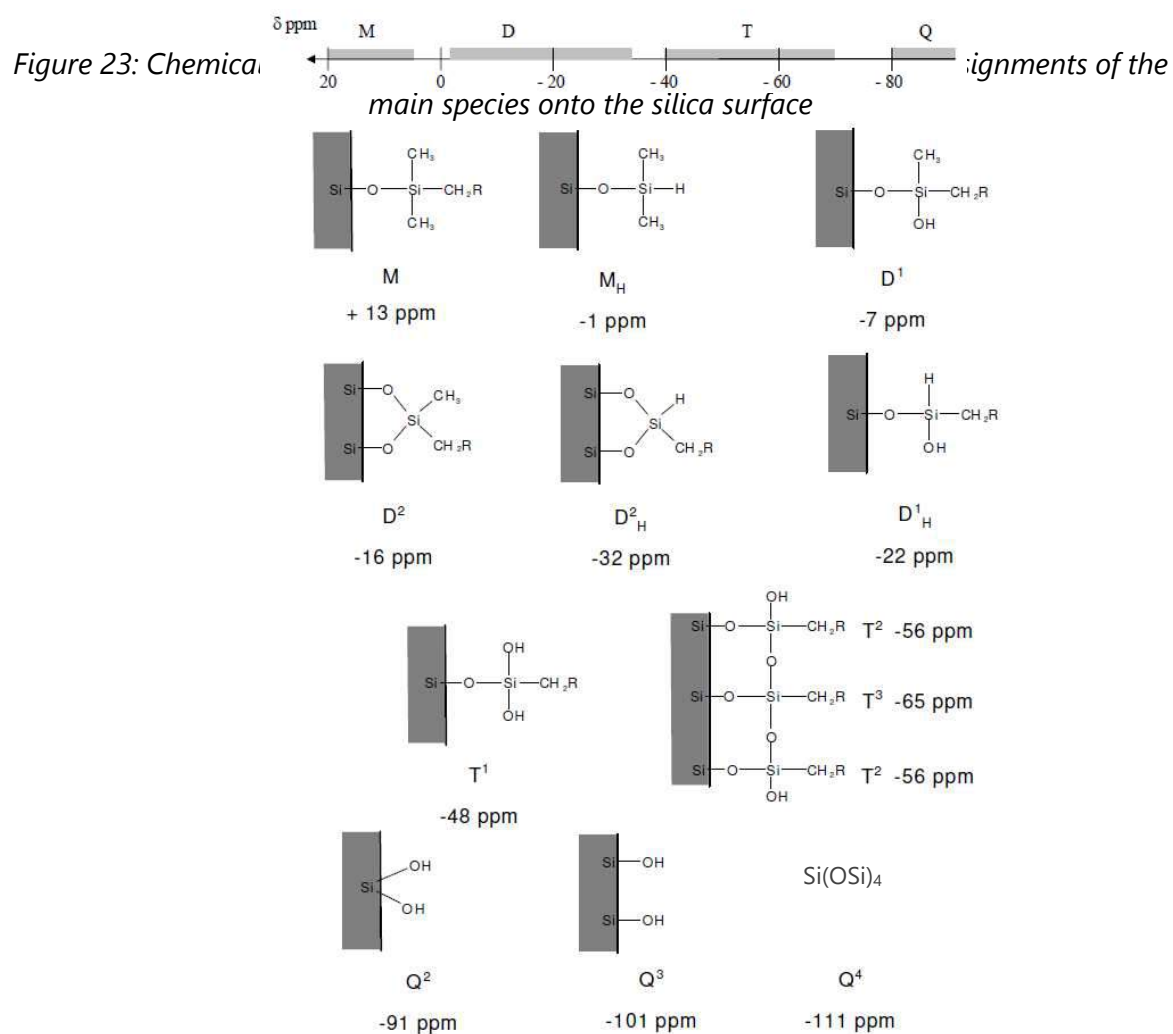 δ ppm M D T Q
20 0 - 20 - 40 - 60 - 80
Figure 23: Chemical signments of the
main species onto the silica surface
CH₃ CH₃ CH₃
Si O Si CH₂R Si O Si H Si O Si CH₂R
CH₃ CH₃ OH
M M_H D¹
+ 13 ppm -1 ppm -7 ppm
Si O CH₃ Si O H H
Si Si Si O Si CH₂R
Si O CH₂R Si O CH₂R OH
D² D²_H D¹_H
-16 ppm -32 ppm -22 ppm
OH
Si O Si CH₂R T² -56 ppm
OH O
Si O Si CH₂R Si O Si CH₂R T³ -65 ppm
OH O
Si O Si CH₂R T² -56 ppm
T¹ OH
-48 ppm
Si OH OH Si OH Si(OSi)₄
Si OH
Q² Q³ Q⁴
-91 ppm -101 ppm -111 ppm